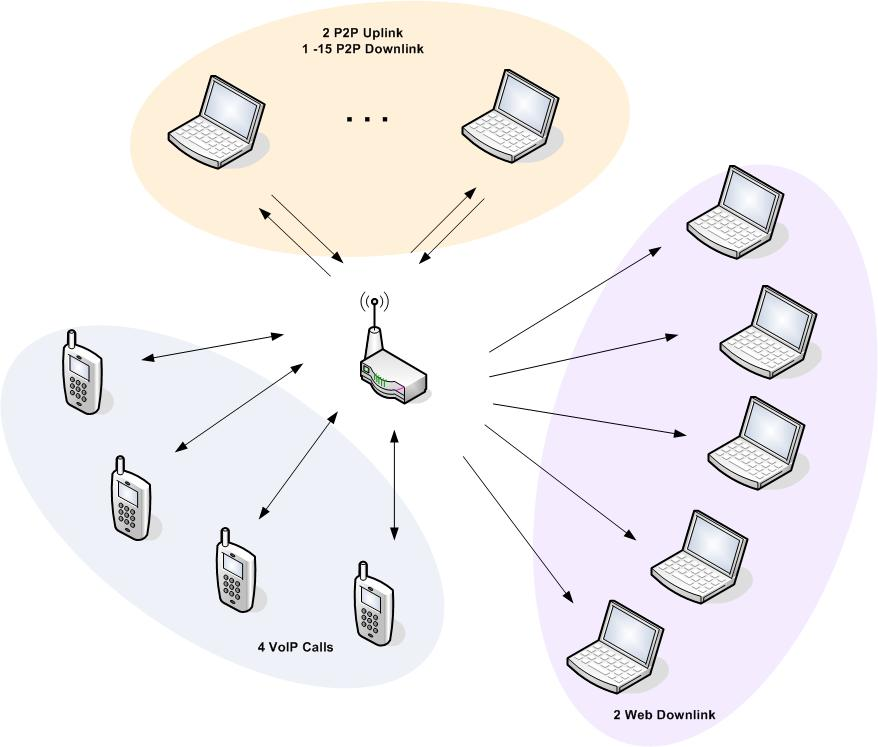 2 P2P Uplink
1 -15 P2P Downlink
. . .
4 VoIP Calls
2 Web Downlink